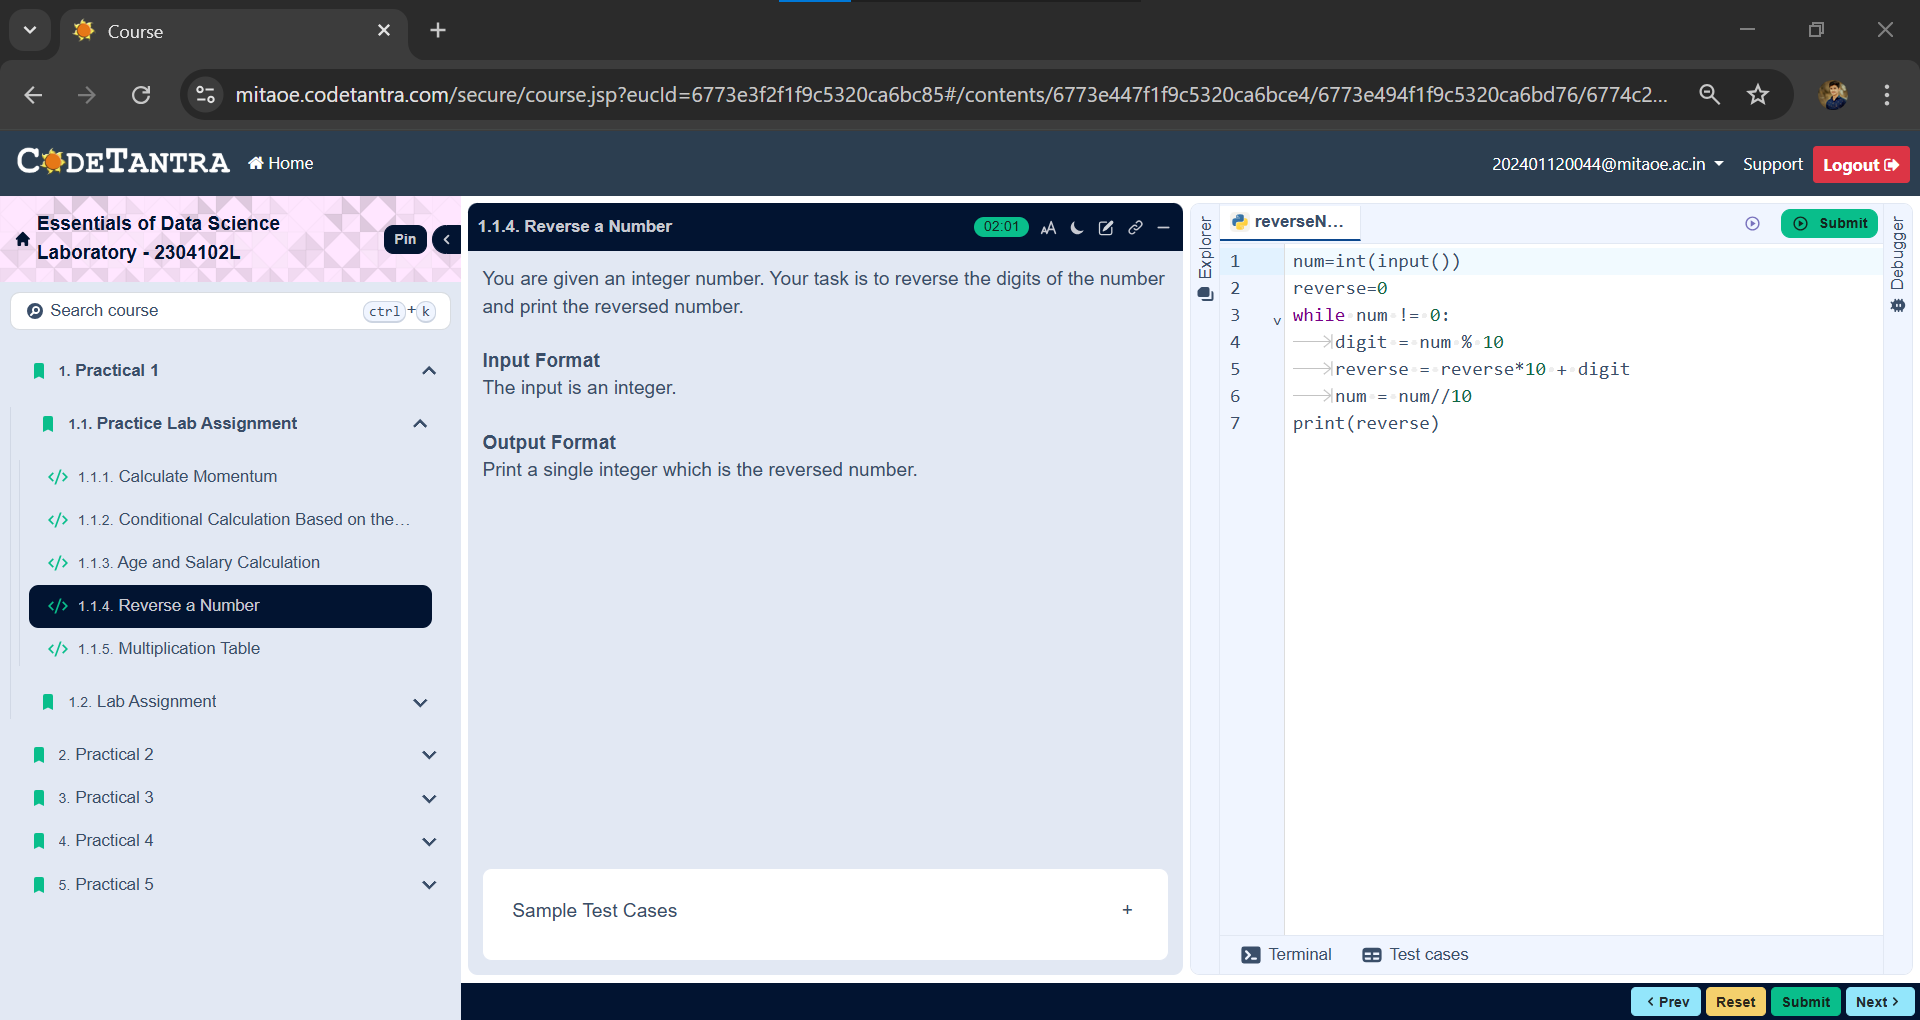 Course
mitaoe.codetantra.com/secure/course.jsp?eucId=6773e3f2f1f9c5320ca6bc85#/contents/6773e447f1f9c5320ca6bce4/6773e494f1f9c5320ca6bd76/6774c2...
CODETANTRA
Home
202401120044@mitaoe.ac.in
Support
Logout
Essentials of Data Science
Laboratory - 2304102L
Pin
Search course
ctrl + k
1. Practical 1
1.1. Practice Lab Assignment
1.1.1. Calculate Momentum
1.1.2. Conditional Calculation Based on the...
1.1.3. Age and Salary Calculation
1.1.4. Reverse a Number
1.1.5. Multiplication Table
1.2. Lab Assignment
2. Practical 2
3. Practical 3
4. Practical 4
5. Practical 5
1.1.4. Reverse a Number
02:01
AA
You are given an integer number. Your task is to reverse the digits of the number
and print the reversed number.
Input Format
The input is an integer.
Output Format
Print a single integer which is the reversed number.
Sample Test Cases
+
Explorer
reverseN...
Submit
Debugger
1 num=int(input())
2 reverse=0
3 while num != 0:
4 digit = num % 10
5 reverse = reverse*10 + digit
6 num = num//10
7 print(reverse)
Terminal
Test cases
< Prev
Reset
Submit
Next >